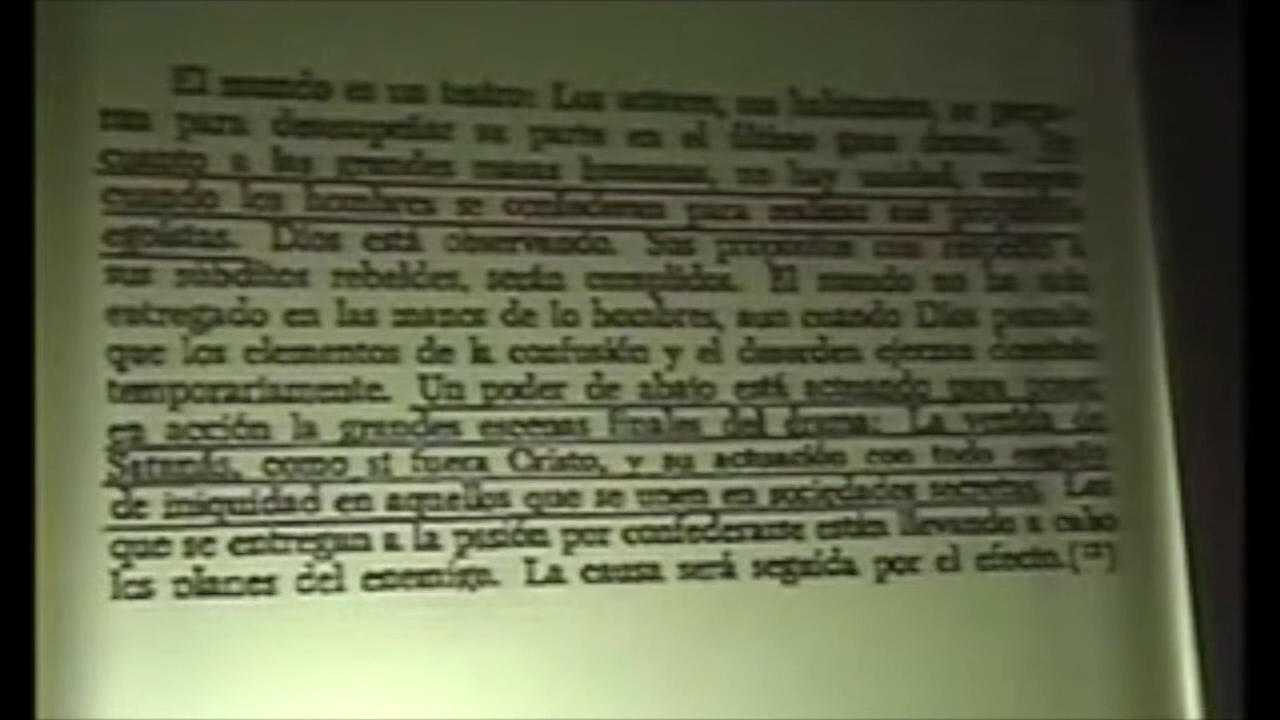 El mundo es un teatro: Los actores, sus habitantes, se prepa-
ran para desempeñar su parte en el último gran drama. En
cuanto a las grandes masas humanas, no hay unidad, excepto
cuando los hombres se confederan para realizar sus propósitos
egoístas. Dios está observando. Sus propósitos con respecto a
sus súbditos rebeldes, serán cumplidos. El mundo no ha sido
entregado en las manos de lo hombres, aun cuando Dios permite
que los elementos de la confusión y el desorden ejerzan dominio
temporariamente. Un poder de abajo está actuando para poner
en acción la grandes escenas finales del drama: La venida de
Satanás, como si fuera Cristo, y su actuación con todo engaño
de iniquidad en aquellos que se unen en sociedades secretas. Los
que se entregan a la pasión por confederarse están llevando a cabo
los planes del enemigo. La causa será seguida por el efecto.